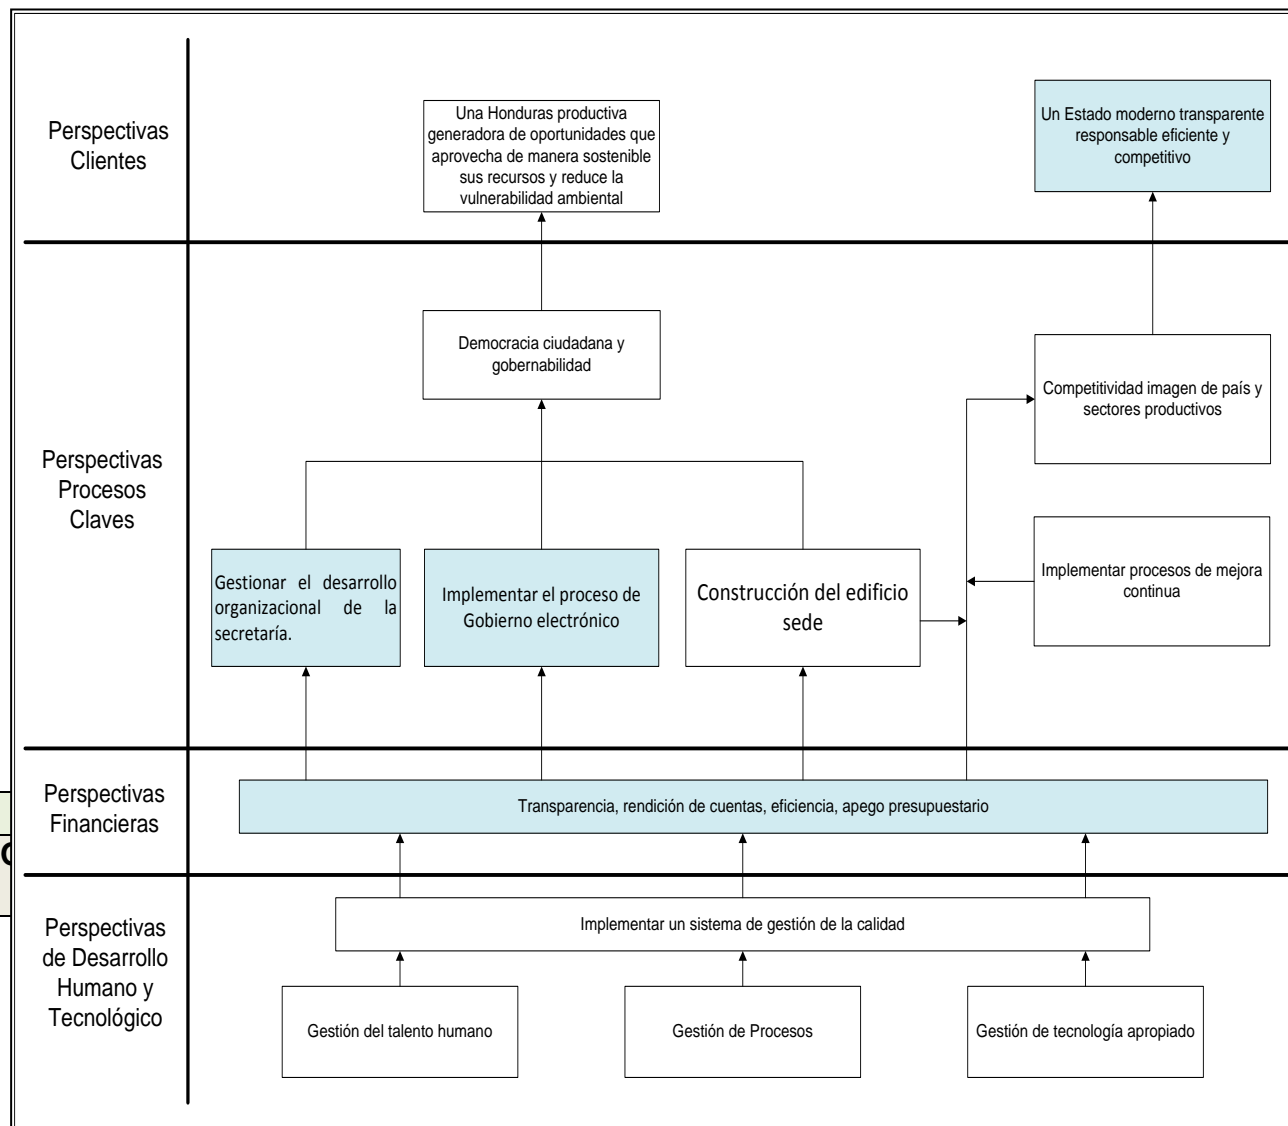 Perspectivas
Clientes
Una Honduras productiva
generadora de oportunidades que
aprovecha de manera sostenible
sus recursos y reduce la
vulnerabilidad ambiental
Un Estado moderno transparente
responsable eficiente y
competitivo
Perspectivas
Procesos
Claves
Democracia ciudadana y
gobernabilidad
Competitividad imagen de país y
sectores productivos
Gestionar el desarrollo
organizacional de la
secretaría.
Implementar el proceso de
Gobierno electrónico
Construcción del edificio
sede
Implementar procesos de mejora
continua
Perspectivas
Financieras
Transparencia, rendición de cuentas, eficiencia, apego presupuestario
Perspectivas
de Desarrollo
Humano y
Tecnológico
Implementar un sistema de gestión de la calidad
Gestión del talento humano
Gestión de Procesos
Gestión de tecnología apropiado